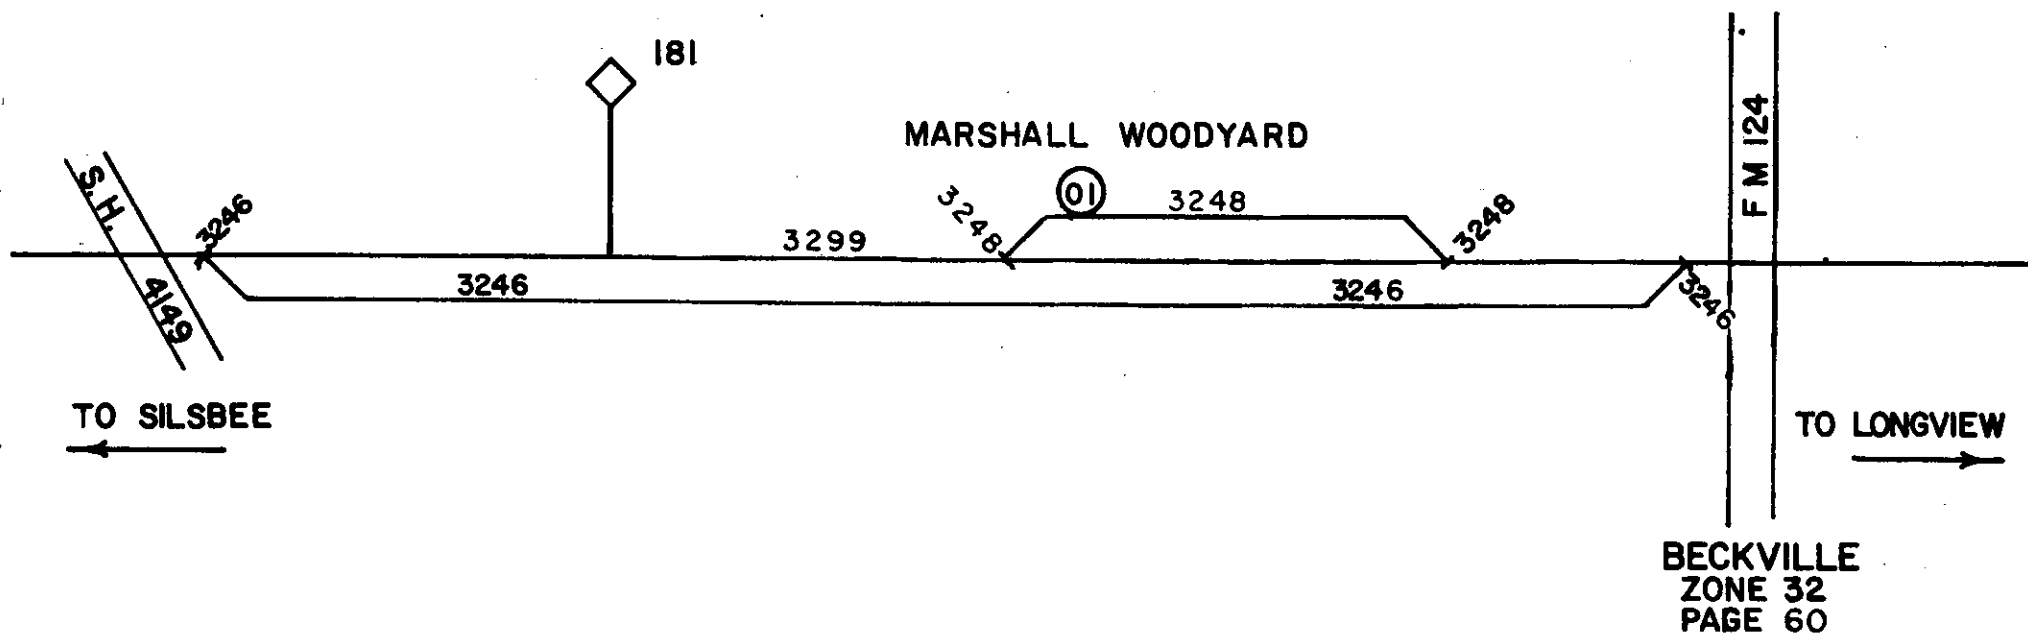 181
MARSHALL WOODYARD
FM 124
S.H.
4149
3246
3248
01
3248
3248
3299
3246
3246
3246
TO SILSBEE
TO LONGVIEW
BECKVILLE
ZONE 32
PAGE 60